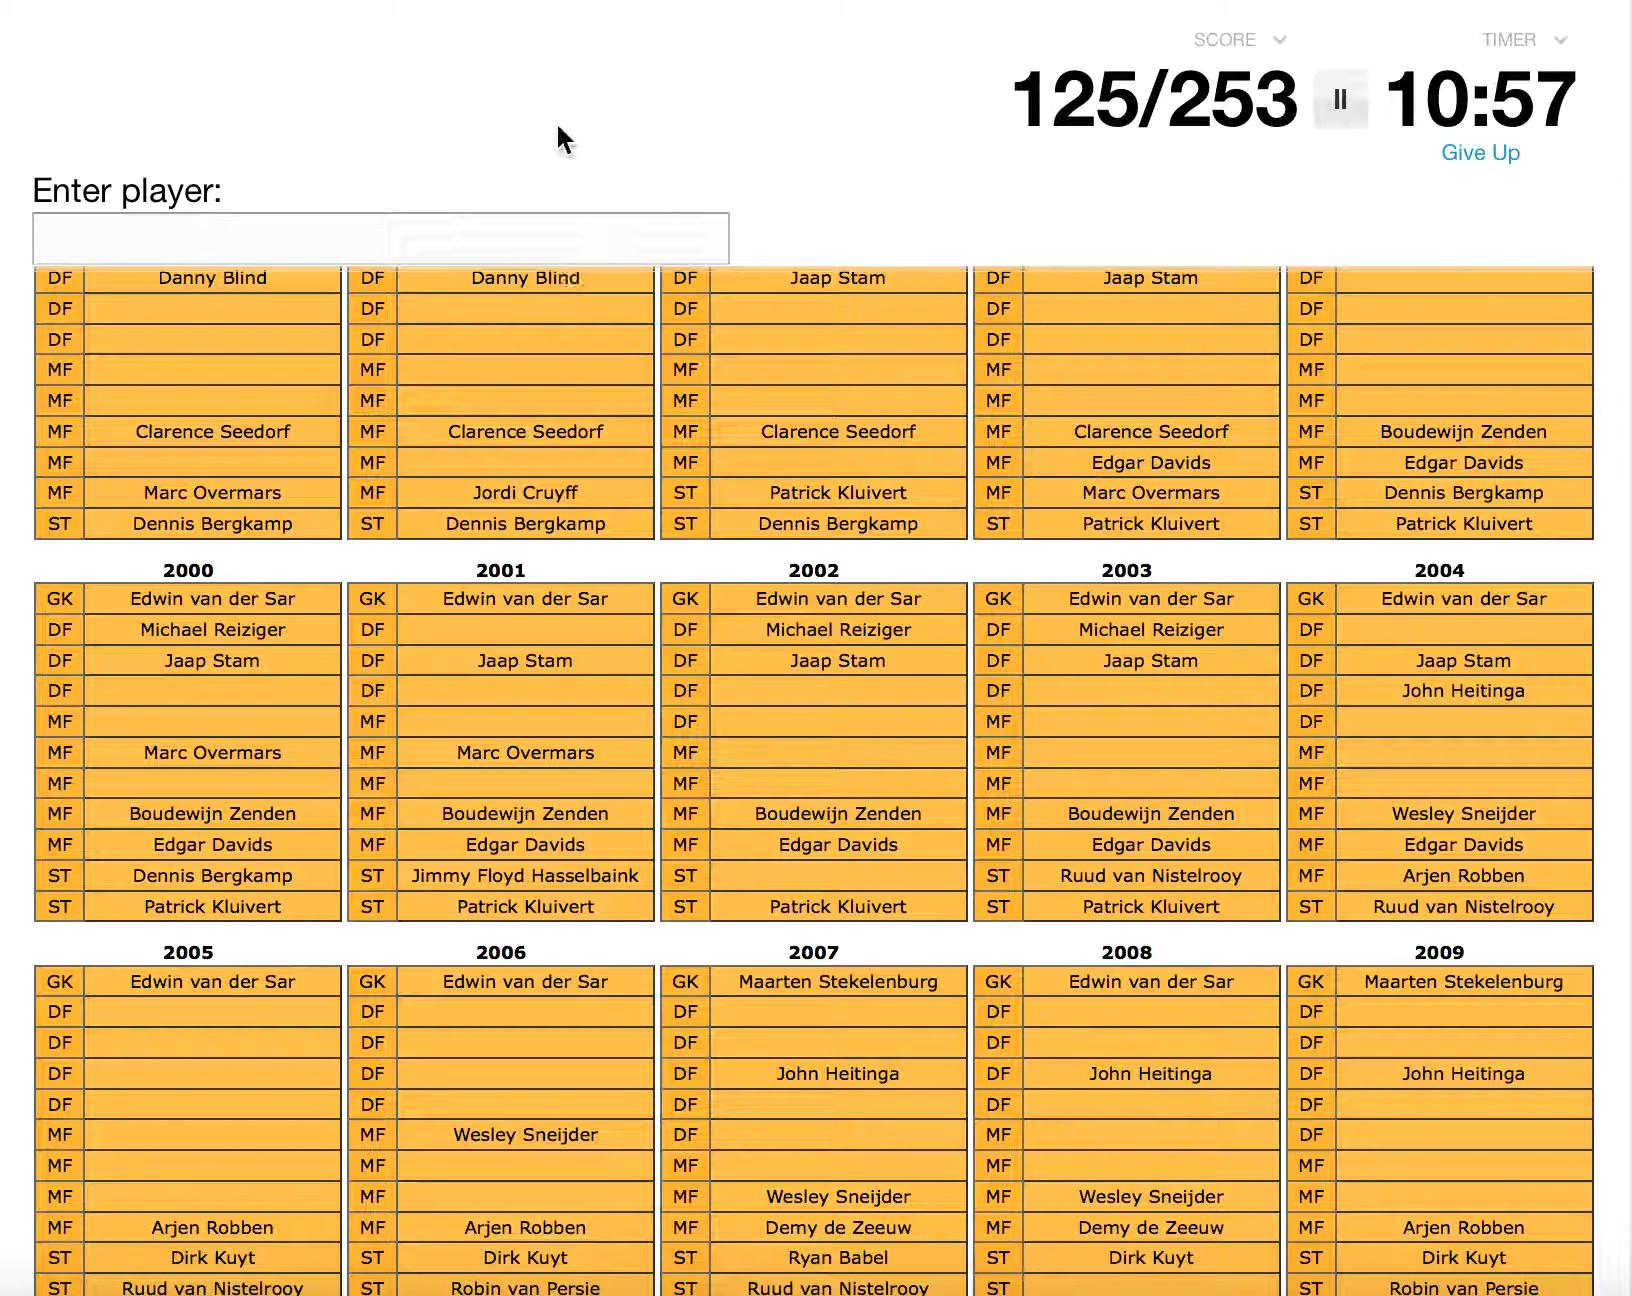 SCORE TIMER
125/253 10:57
Give Up
Enter player:
DF Danny Blind DF Danny Blind DF Jaap Stam DF Jaap Stam DF
DF DF DF DF DF
DF DF DF DF DF
MF MF MF MF MF
MF MF MF MF MF
MF Clarence Seedorf MF Clarence Seedorf MF Clarence Seedorf MF Clarence Seedorf MF Boudewijn Zenden
MF MF MF MF Edgar Davids MF Edgar Davids
MF Marc Overmars MF Jordi Cruyff ST Patrick Kluivert MF Marc Overmars ST Dennis Bergkamp
ST Dennis Bergkamp ST Dennis Bergkamp ST Dennis Bergkamp ST Patrick Kluivert ST Patrick Kluivert
2000 2001 2002 2003 2004
GK Edwin van der Sar GK Edwin van der Sar GK Edwin van der Sar GK Edwin van der Sar GK Edwin van der Sar
DF Michael Reiziger DF DF Michael Reiziger DF Michael Reiziger DF
DF Jaap Stam DF Jaap Stam DF Jaap Stam DF Jaap Stam DF Jaap Stam
DF DF DF DF DF John Heitinga
MF MF DF MF DF
MF Marc Overmars MF Marc Overmars MF MF MF
MF MF MF MF MF
MF Boudewijn Zenden MF Boudewijn Zenden MF Boudewijn Zenden MF Boudewijn Zenden MF Wesley Sneijder
MF Edgar Davids MF Edgar Davids MF Edgar Davids MF Edgar Davids MF Edgar Davids
ST Dennis Bergkamp ST Jimmy Floyd Hasselbaink ST ST Ruud van Nistelrooy MF Arjen Robben
ST Patrick Kluivert ST Patrick Kluivert ST Patrick Kluivert ST Patrick Kluivert ST Ruud van Nistelrooy
2005 2006 2007 2008 2009
GK Edwin van der Sar GK Edwin van der Sar GK Maarten Stekelenburg GK Edwin van der Sar GK Maarten Stekelenburg
DF DF DF DF DF
DF DF DF DF DF
DF DF DF John Heitinga DF John Heitinga DF John Heitinga
DF DF DF DF DF
MF MF Wesley Sneijder DF MF DF
MF MF MF MF MF
MF MF MF Wesley Sneijder MF Wesley Sneijder MF
MF Arjen Robben MF Arjen Robben MF Demy de Zeeuw MF Demy de Zeeuw MF Arjen Robben
ST Dirk Kuyt ST Dirk Kuyt ST Ryan Babel ST Dirk Kuyt ST Dirk Kuyt
ST Ruud van Nistelrooy ST Robin van Persie ST Ruud van Nistelrooy ST ST Robin van Persie